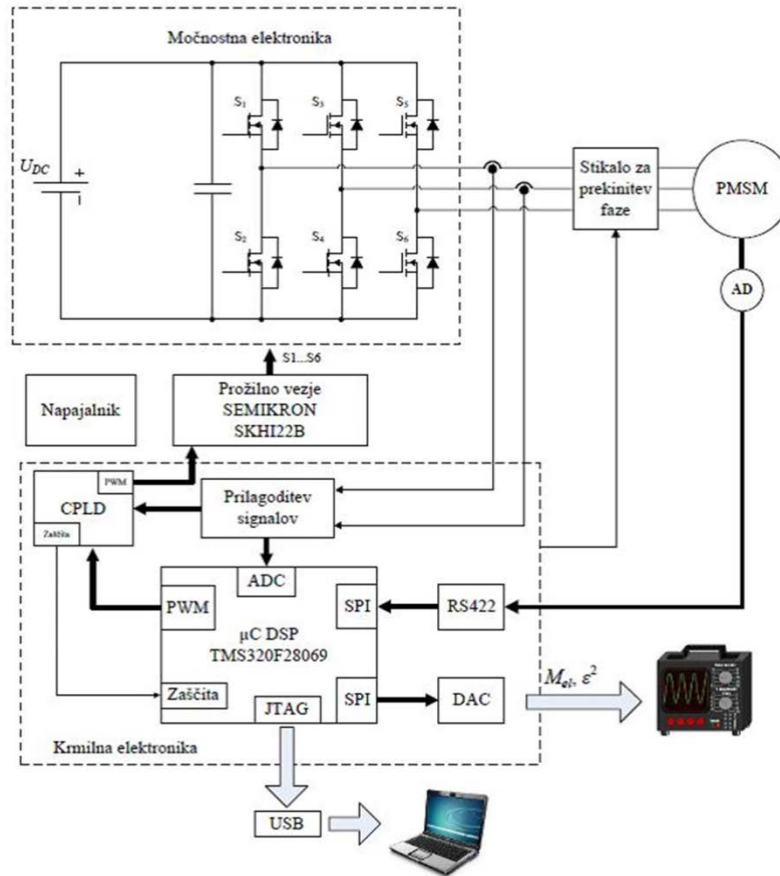 Močnostna elektronika
S1
S3
S5
UDC
+
S2
S4
S6
Stikalo za
prekinitev
faze
PMSM
AD
S1...S6
Napajalnik
Prožilno vezje
SEMIKRON
SKHI22B
PWM
CPLD
Zaščita
Prilagoditev
signalov
ADC
PWM
SPI
RS422
μC DSP
TMS320F28069
Zaščita
JTAG
SPI
DAC
Mel, ε²
Krmilna elektronika
USB